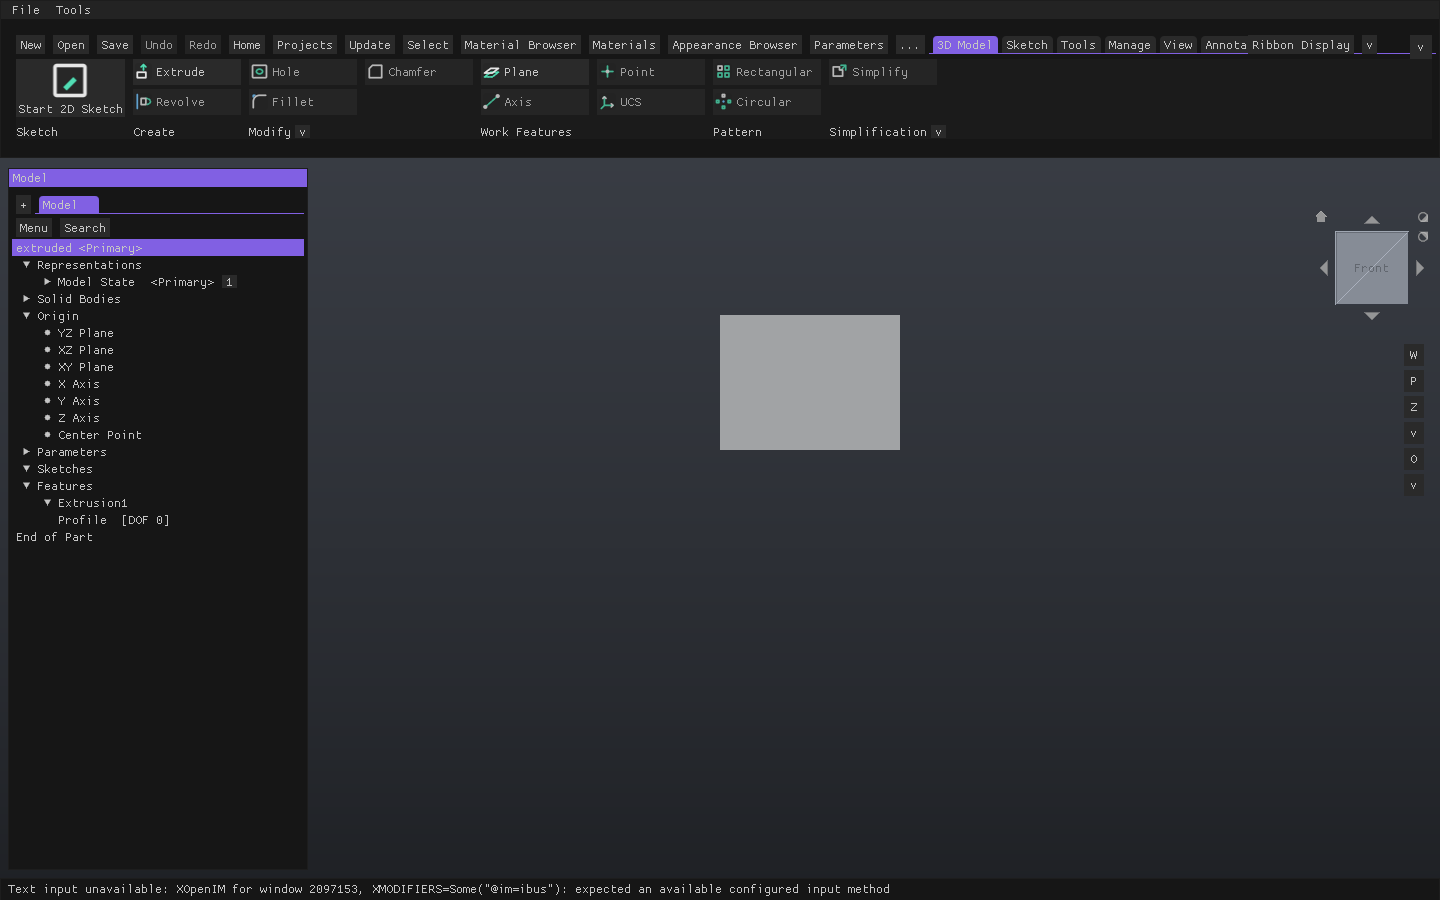 File Tools
New Open Save Undo Redo Home Projects Update Select Material Browser Materials Appearance Browser Parameters ... 3D Model Sketch Tools Manage View Annota Ribbon Display v v
Start 2D Sketch
Extrude Hole Chamfer Plane Point Rectangular Simplify
Revolve Fillet Axis UCS Circular
Sketch Create Modify v Work Features Pattern Simplification v
Model
+ Model
Menu Search
extruded <Primary>
Representations
Model State <Primary> 1
Solid Bodies
Origin
YZ Plane
XZ Plane
XY Plane
X Axis
Y Axis
Z Axis
Center Point
Parameters
Sketches
Features
Extrusion1
Profile [DOF 0]
End of Part
Front
W
P
Z
v
O
v
Text input unavailable: XOpenIM for window 2097153, XMODIFIERS=Some("@im=ibus"): expected an available configured input method